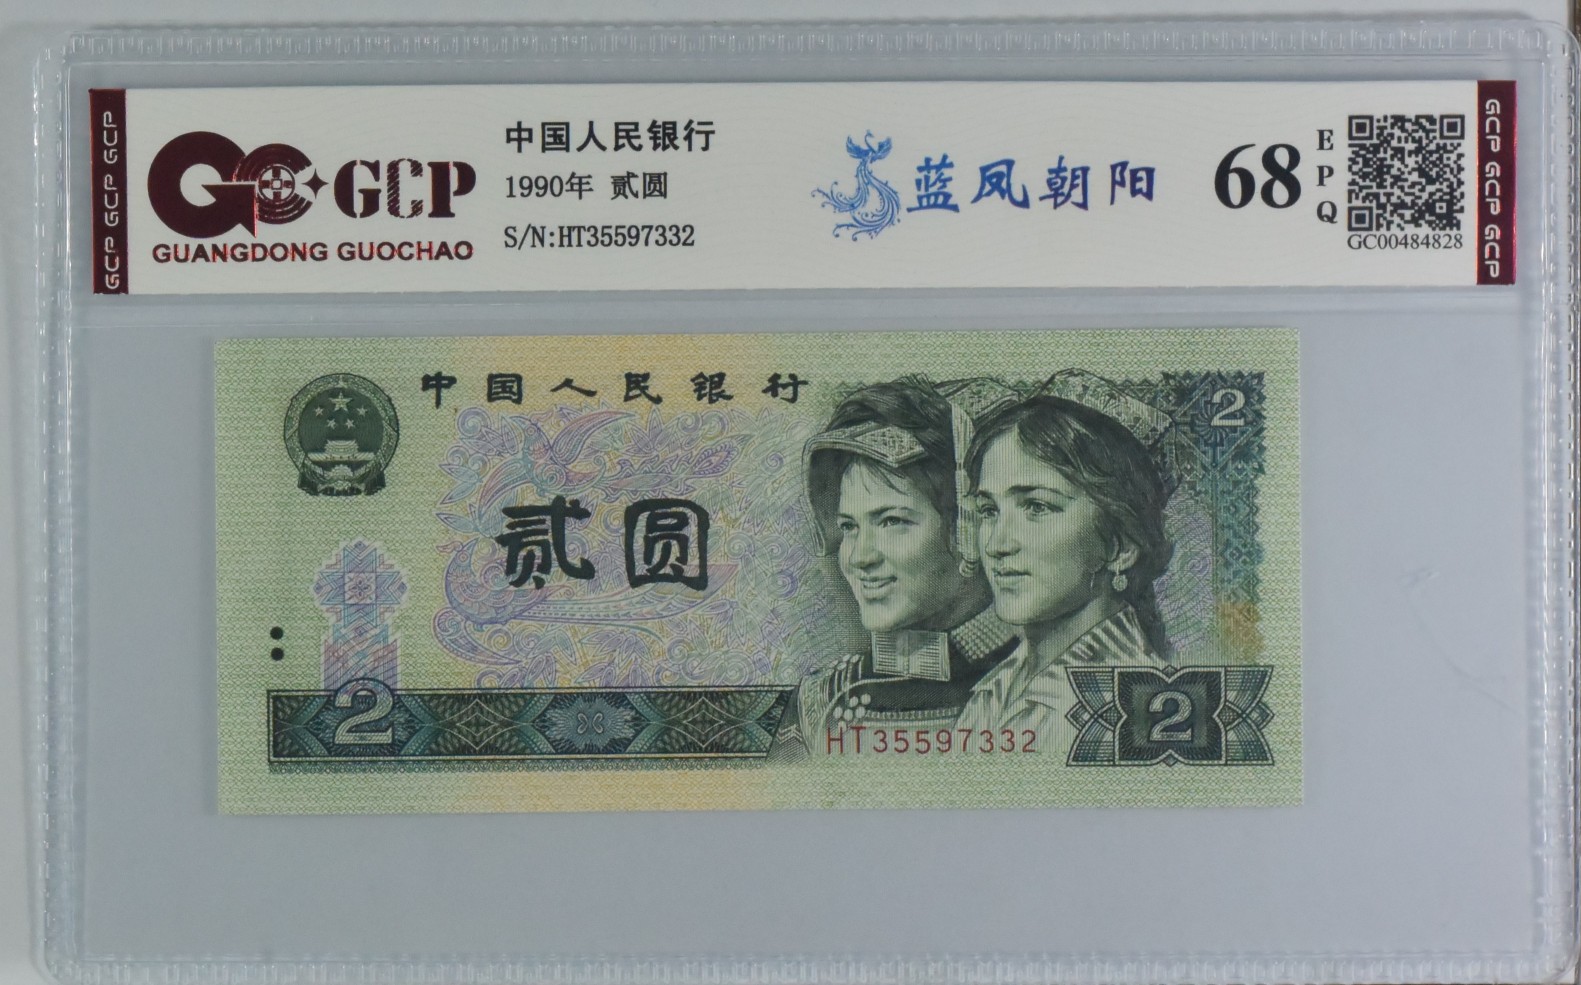 GCP GCP GCP
GCP
GUANGDONG GUOCHAO
中国人民银行
1990年 贰圆
S/N:HT35597332
蓝凤朝阳
68
EPQ
GC00484828
GCP GCP GCP
中国人民银行
2
贰圆
2
HT35597332
2